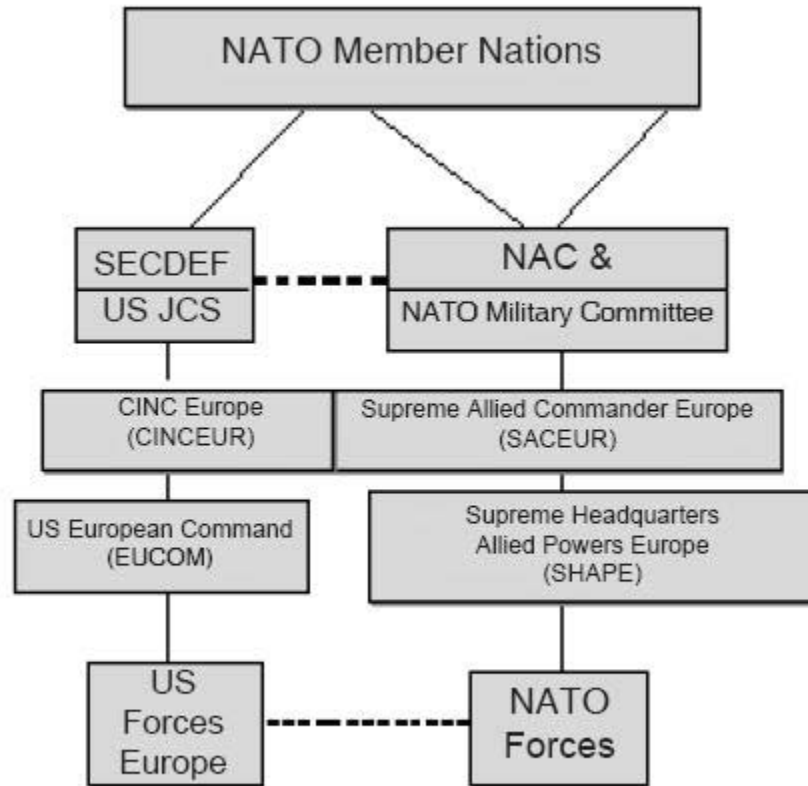 NATO Member Nations
SECDEF
US JCS
NAC &
NATO Military Committee
CINC Europe
(CINCEUR)
Supreme Allied Commander Europe
(SACEUR)
US European Command
(EUCOM)
Supreme Headquarters
Allied Powers Europe
(SHAPE)
US
Forces
Europe
NATO
Forces